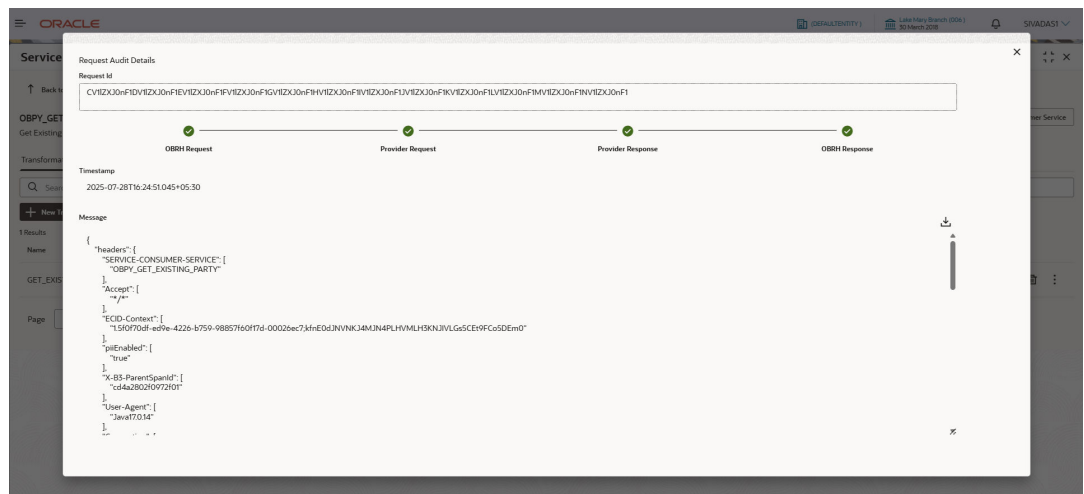 ORACLE
(DEFAULTENTITY)
Lake Mary Branch (004)
30 March 2018
SIVADAS1
Service
Request Audit Details
Request Id
CV1lZXJ0nF1DV1lZXJ0nF1EV1lZXJ0nF1FV1lZXJ0nF1GV1lZXJ0nF1HV1lZXJ0nF1IV1lZXJ0nF1JV1lZXJ0nF1KV1lZXJ0nF1LV1lZXJ0nF1MV1lZXJ0nF1NV1lZXJ0nF1
Back to
OBPY_GET
Get Existing
mer Service
OBRH Request
Provider Request
Provider Response
OBRH Response
Transforma
Timestamp
2025-07-28T16:24:51.045+05:30
Sear
New Te
Message
1 Results
Name
GET_EXIS
Page
{
"headers": {
"SERVICE-CONSUMER-SERVICE": [
"OBPY_GET_EXISTING_PARTY"
],
"Accept": [
"*/*"
],
"ECID-Context": [
"1.5f0f70df-ed9e-4226-b759-98857f60f17d-00026ec7;kfnE0dJNVNKJ4MJN4PLHVMLH3KNJIVLGs5CEt9FCo5DEm0"
],
"piiEnabled": [
"true"
],
"X-B3-ParentSpanId": [
"cd4a2802f0972f01"
],
"User-Agent": [
"Java17.0.14"
],